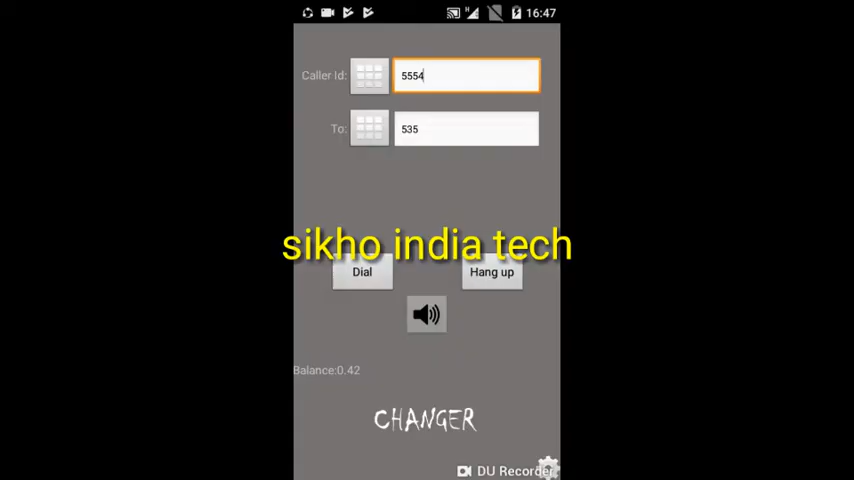 H 16:47
Caller Id: 5554
To: 535
sikho india tech
Dial Hang up
Balance:0.42
CHANGER
DU Recorder